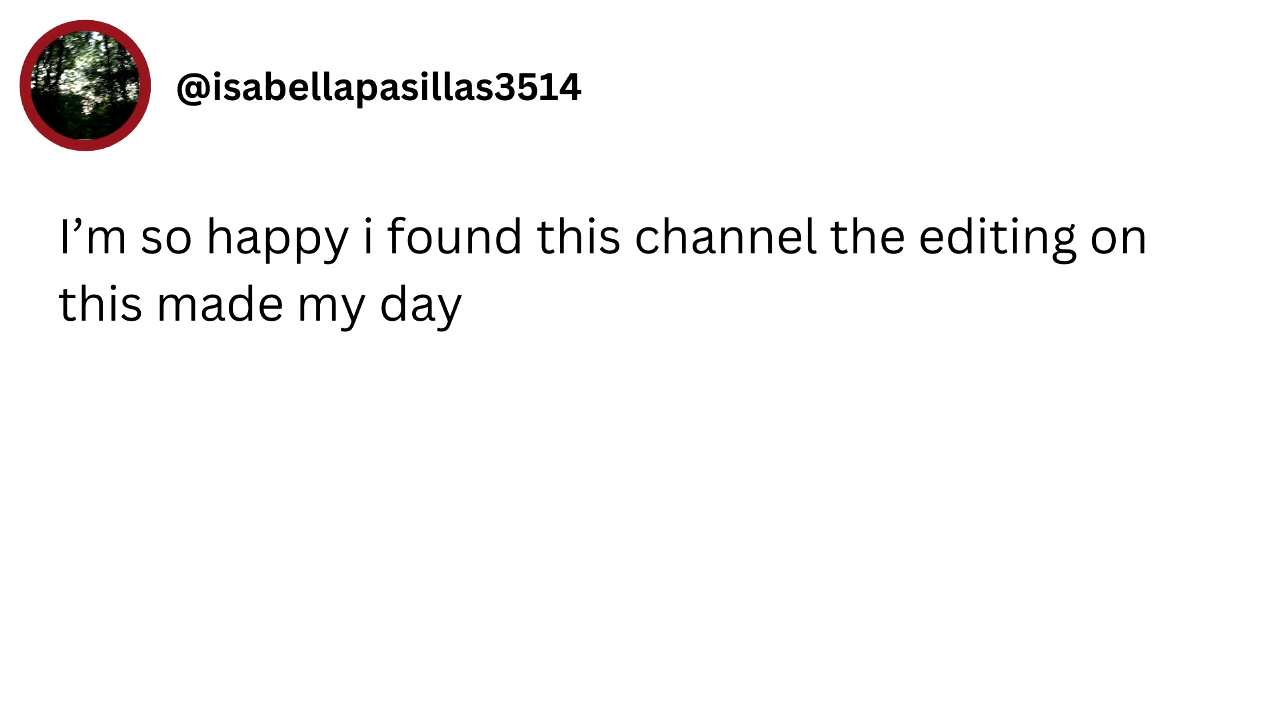 @isabellapasillas3514
I’m so happy i found this channel the editing on
this made my day